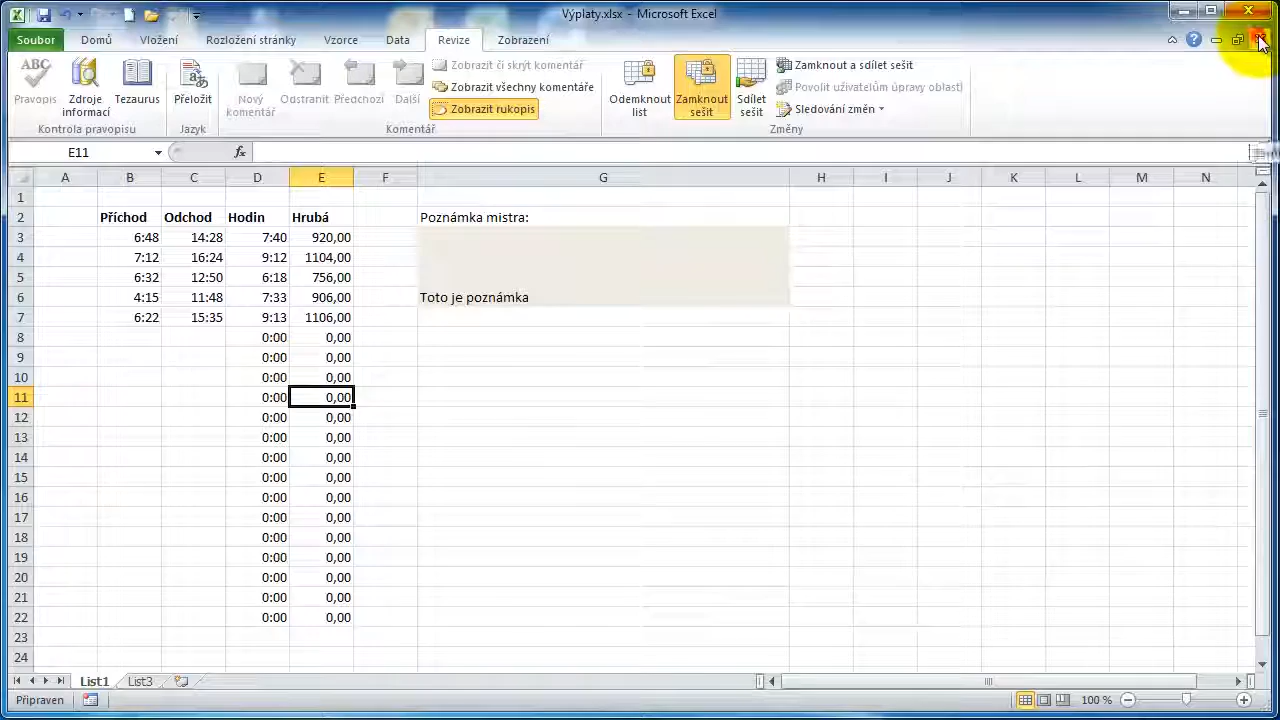 Výplaty.xlsx - Microsoft Excel
Soubor Domů Vložení Rozložení stránky Vzorce Data Revize Zobrazení
ABC
Pravopis Zdroje informací Tezaurus
Kontrola pravopisu
Přeložit
Jazyk
Nový komentář Odstranit Předchozí Další
Zobrazit či skrýt komentář
Zobrazit všechny komentáře
Zobrazit rukopis
Komentář
Odemknout list Zamknout sešit Sdílet sešit
Zamknout a sdílet sešit
Povolit uživatelům úpravy oblastí
Sledování změn
Změny
E11 fx
A B C D E F G H I J K L M N
1
2 Příchod Odchod Hodin Hrubá Poznámka mistra:
3 6:48 14:28 7:40 920,00
4 7:12 16:24 9:12 1104,00
5 6:32 12:50 6:18 756,00
6 4:15 11:48 7:33 906,00 Toto je poznámka
7 6:22 15:35 9:13 1106,00
8 0:00 0,00
9 0:00 0,00
10 0:00 0,00
11 0:00 0,00
12 0:00 0,00
13 0:00 0,00
14 0:00 0,00
15 0:00 0,00
16 0:00 0,00
17 0:00 0,00
18 0:00 0,00
19 0:00 0,00
20 0:00 0,00
21 0:00 0,00
22 0:00 0,00
23
24
List1 List3
Připraven 100 %